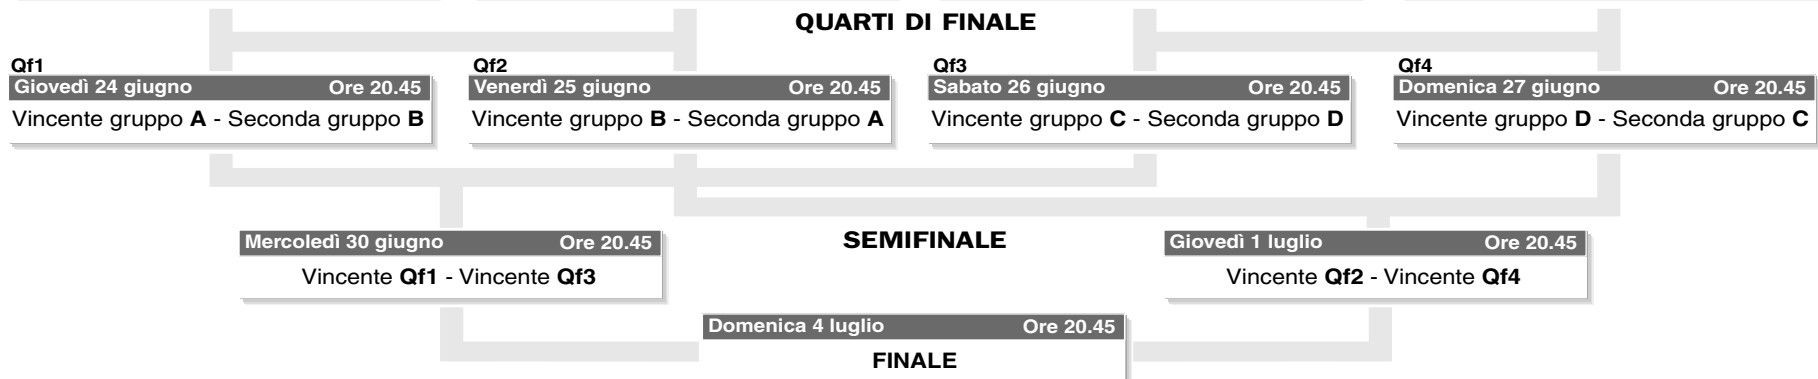 QUARTI DI FINALE
Qf1
Giovedì 24 giugno Ore 20.45
Vincente gruppo A - Seconda gruppo B
Qf2
Venerdì 25 giugno Ore 20.45
Vincente gruppo B - Seconda gruppo A
Qf3
Sabato 26 giugno Ore 20.45
Vincente gruppo C - Seconda gruppo D
Qf4
Domenica 27 giugno Ore 20.45
Vincente gruppo D - Seconda gruppo C
SEMIFINALE
Mercoledì 30 giugno Ore 20.45
Vincente Qf1 - Vincente Qf3
Giovedì 1 luglio Ore 20.45
Vincente Qf2 - Vincente Qf4
Domenica 4 luglio Ore 20.45
FINALE